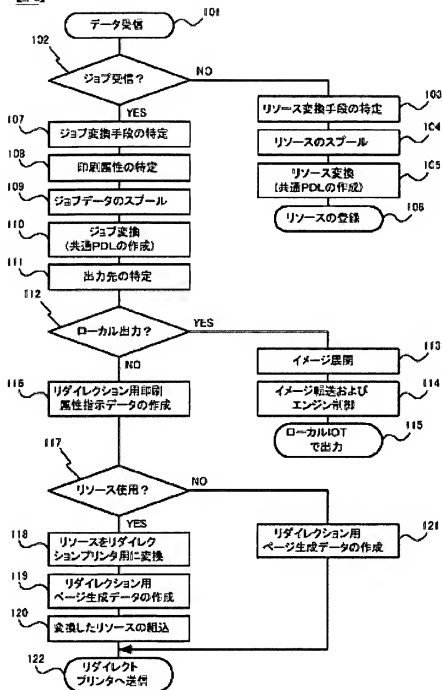 データ受信
101
102
ジョブ受信?
NO
YES
103
リソース変換手段の特定
104
リソースのスプール
105
リソース変換
(共通PDLの作成)
106
リソースの登録
107
ジョブ変換手段の特定
108
印刷属性の特定
109
ジョブデータのスプール
110
ジョブ変換
(共通PDLの作成)
111
出力先の特定
112
ローカル出力?
YES
NO
113
イメージ展開
114
イメージ転送および
エンジン制御
115
ローカルIOT
で出力
116
リダイレクション用印刷
属性指示データの作成
117
リソース使用?
NO
YES
118
リソースをリダイレク
ションプリンタ用に変換
119
リダイレクション用
ページ生成データの作成
120
変換したリソースの組込
121
リダイレクション用
ページ生成データの作成
122
リダイレクト
プリンタへ送信